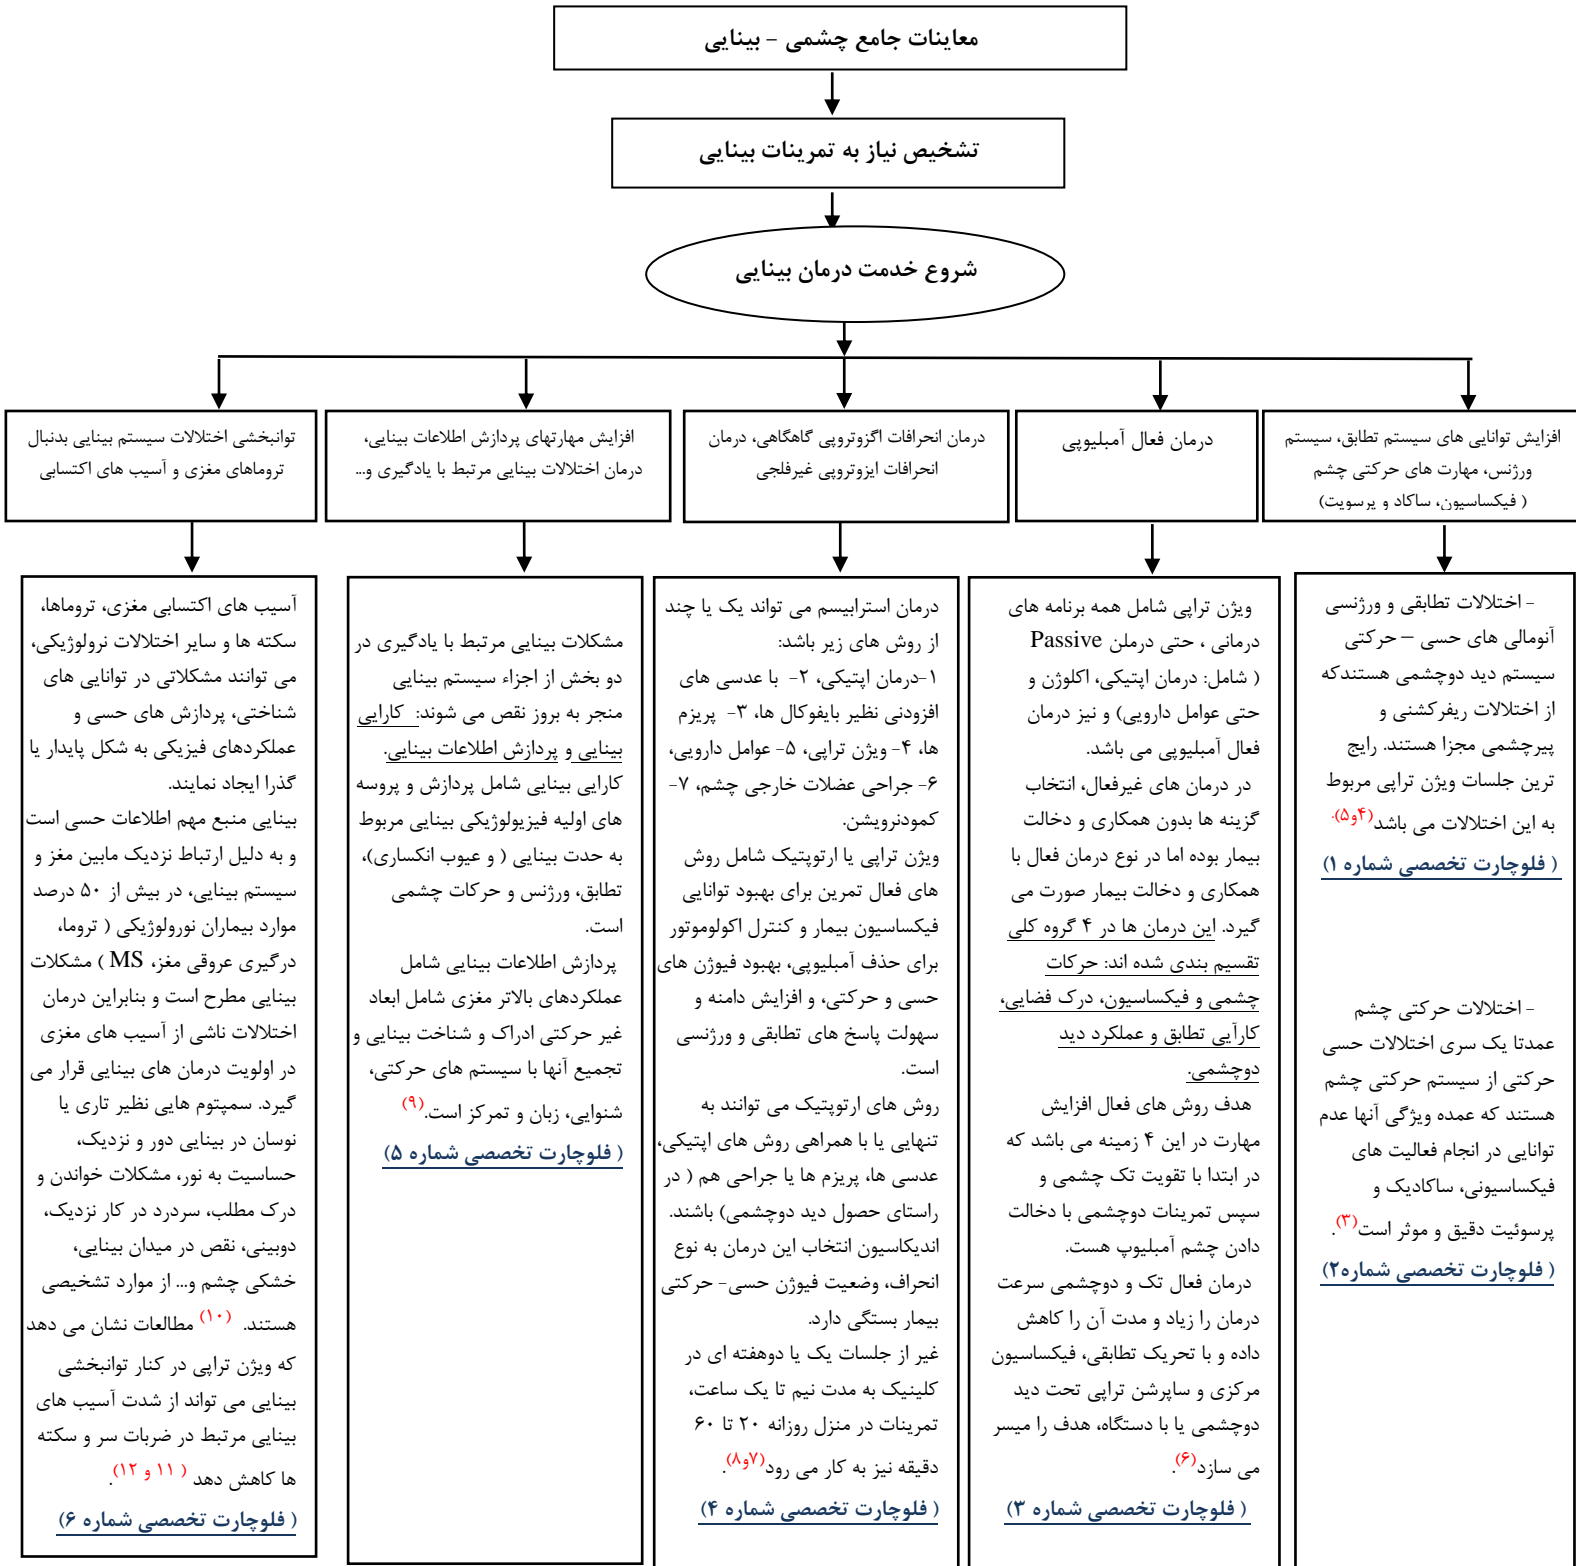 معاینات جامع چشمی – بینایی
تشخیص نیاز به تمرینات بینایی
شروع خدمت درمان بینایی
افزایش توانایی های سیستم تطابق، سیستم
ورژنس، مهارت های حرکتی چشم
( فیکساسیون، ساکاد و پرسویت)
درمان فعال آمبلیوپی
درمان انحرافات اگزوتروپی گاهگاهی، درمان
انحرافات ایزوتروپی غیرفلجی
افزایش مهارتهای پردازش اطلاعات بینایی،
درمان اختلالات بینایی مرتبط با یادگیری و...
توانبخشی اختلالات سیستم بینایی بدنبال
تروماهای مغزی و آسیب های اکتسابی
- اختلالات تطابقی و ورژنسی
آنومالی های حسی – حرکتی
سیستم دید دوچشمی هستندکه
از اختلالات ریفرکشنی و
پیرچشمی مجزا هستند. رایج
ترین جلسات ویژن تراپی مربوط
به این اختلالات می باشد(۴و۵).
( فلوچارت تخصصی شماره ۱)
- اختلالات حرکتی چشم
عمدتا یک سری اختلالات حسی
حرکتی از سیستم حرکتی چشم
هستند که عمده ویژگی آنها عدم
توانایی در انجام فعالیت های
فیکساسیونی، ساکادیک و
پرسوئیت دقیق و موثر است(۳).
( فلوچارت تخصصی شماره۲)
ویژن تراپی شامل همه برنامه های
درمانی ، حتی درملن Passive
( شامل: درمان اپتیکی، اکلوژن و
حتی عوامل دارویی) و نیز درمان
فعال آمبلیوپی می باشد.
در درمان های غیرفعال، انتخاب
گزینه ها بدون همکاری و دخالت
بیمار بوده اما در نوع درمان فعال با
همکاری و دخالت بیمار صورت می
گیرد. این درمان ها در ۴ گروه کلی
تقسیم بندی شده اند: حرکات
چشمی و فیکساسیون، درک فضایی،
کارآیی تطابق و عملکرد دید
دوچشمی.
هدف روش های فعال افزایش
مهارت در این ۴ زمینه می باشد که
در ابتدا با تقویت تک چشمی و
سپس تمرینات دوچشمی با دخالت
دادن چشم آمبلیوپ هست.
درمان فعال تک و دوچشمی سرعت
درمان را زیاد و مدت آن را کاهش
داده و با تحریک تطابقی، فیکساسیون
مرکزی و ساپرشن تراپی تحت دید
دوچشمی یا با دستگاه، هدف را میسر
می سازد(۶).
( فلوچارت تخصصی شماره ۳)
درمان استرابیسم می تواند یک یا چند
از روش های زیر باشد:
۱-درمان اپتیکی، ۲- با عدسی های
افزودنی نظیر بایفوکال ها، ۳- پریزم
ها، ۴- ویژن تراپی، ۵- عوامل دارویی،
۶- جراحی عضلات خارجی چشم، ۷-
کمودنرویشن.
ویژن تراپی یا ارتوپتیک شامل روش
های فعال تمرین برای بهبود توانایی
فیکساسیون بیمار و کنترل اکولوموتور
برای حذف آمبلیوپی، بهبود فیوژن های
حسی و حرکتی، و افزایش دامنه و
سهولت پاسخ های تطابقی و ورژنسی
است.
روش های ارتوپتیک می توانند به
تنهایی یا با همراهی روش های اپتیکی،
عدسی ها، پریزم ها یا جراحی هم ( در
راستای حصول دید دوچشمی) باشند.
اندیکاسیون انتخاب این درمان به نوع
انحراف، وضعیت فیوژن حسی- حرکتی
بیمار بستگی دارد.
غیر از جلسات یک یا دوهفته ای در
کلینیک به مدت نیم تا یک ساعت،
تمرینات در منزل روزانه ۲۰ تا ۶۰
دقیقه نیز به کار می رود(۷و۸).
( فلوچارت تخصصی شماره ۴)
مشکلات بینایی مرتبط با یادگیری در
دو بخش از اجزاء سیستم بینایی
منجر به بروز نقص می شوند: کارایی
بینایی و پردازش اطلاعات بینایی.
کارایی بینایی شامل پردازش و پروسه
های اولیه فیزیولوژیکی بینایی مربوط
به حدت بینایی ( و عیوب انکساری)،
تطابق، ورژنس و حرکات چشمی
است.
پردازش اطلاعات بینایی شامل
عملکردهای بالاتر مغزی شامل ابعاد
غیر حرکتی ادراک و شناخت بینایی و
تجمیع آنها با سیستم های حرکتی،
شنوایی، زبان و تمرکز است.(۹)
( فلوچارت تخصصی شماره ۵)
آسیب های اکتسابی مغزی، تروماها،
سکته ها و سایر اختلالات نرولوژیکی،
می توانند مشکلاتی در توانایی های
شناختی، پردازش های حسی و
عملکردهای فیزیکی به شکل پایدار یا
گذرا ایجاد نمایند.
بینایی منبع مهم اطلاعات حسی است
و به دلیل ارتباط نزدیک مابین مغز و
سیستم بینایی، در بیش از ۵۰ درصد
موارد بیماران نورولوژیکی ( تروما،
درگیری عروقی مغز، MS ) مشکلات
بینایی مطرح است و بنابراین درمان
اختلالات ناشی از آسیب های مغزی
در اولویت درمان های بینایی قرار می
گیرد. سمپتوم هایی نظیر تاری یا
نوسان در بینایی دور و نزدیک،
حساسیت به نور، مشکلات خواندن و
درک مطلب، سردرد در کار نزدیک،
دوبینی، نقص در میدان بینایی،
خشکی چشم و... از موارد تشخیصی
هستند. (۱۰) مطالعات نشان می دهد
که ویژن تراپی در کنار توانبخشی
بینایی می تواند از شدت آسیب های
بینایی مرتبط در ضربات سر و سکته
ها کاهش دهد ( ۱۱ و ۱۲).
( فلوچارت تخصصی شماره ۶)